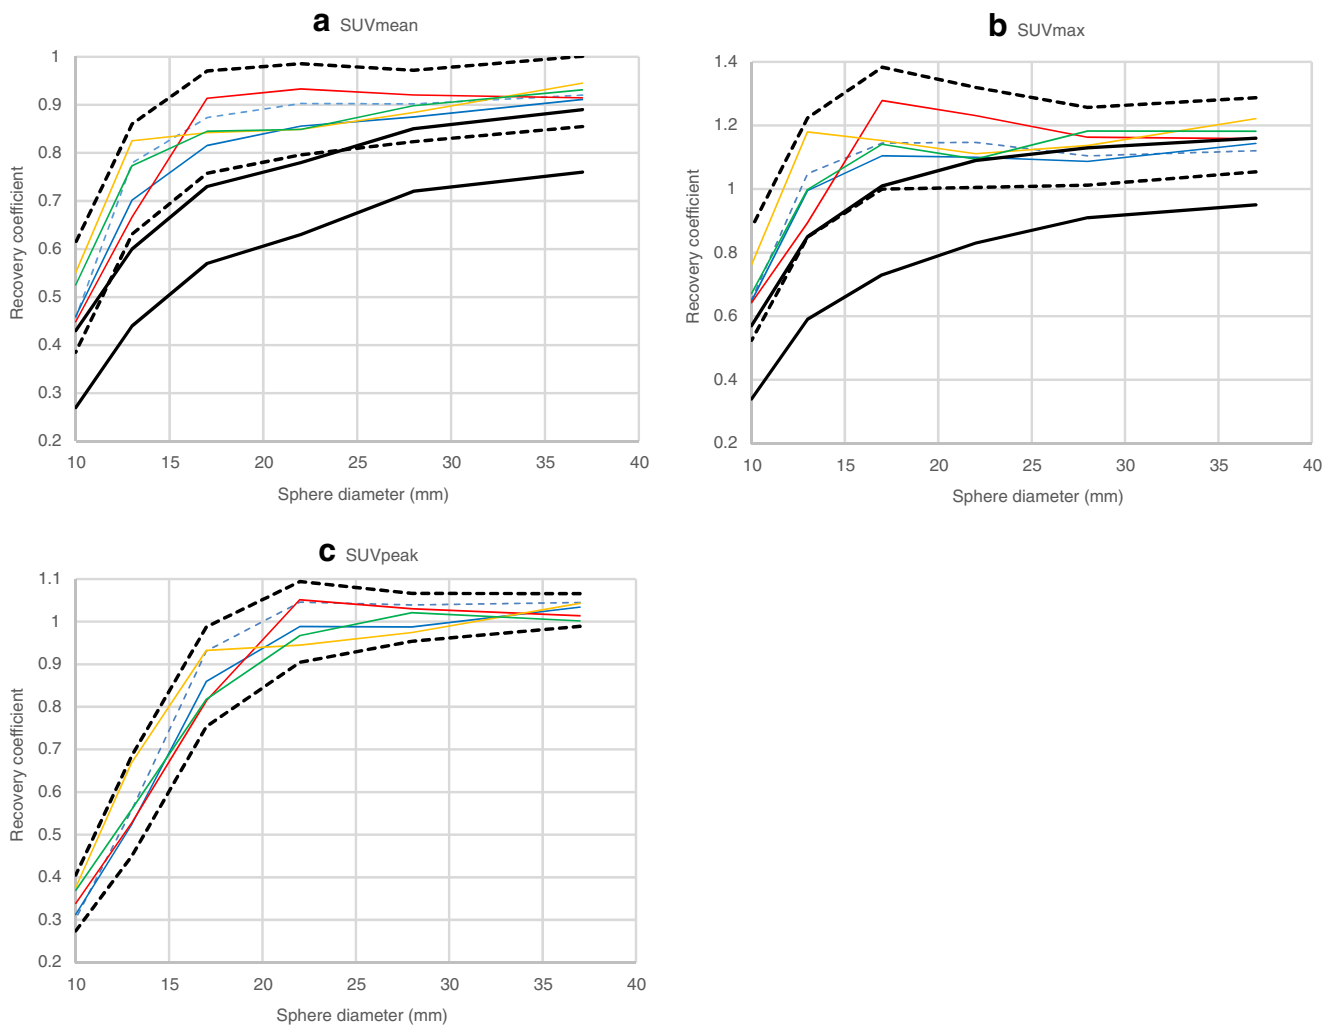 a SUVmean
1
0.9
0.8
0.7
0.6
0.5
0.4
0.3
0.2
Recovery coefficient
10 15 20 25 30 35 40
Sphere diameter (mm)
b SUVmax
1.4
1.2
1
0.8
0.6
0.4
0.2
Recovery coefficient
10 15 20 25 30 35 40
Sphere diameter (mm)
c SUVpeak
1.1
1
0.9
0.8
0.7
0.6
0.5
0.4
0.3
0.2
Recovery coefficient
10 15 20 25 30 35 40
Sphere diameter (mm)